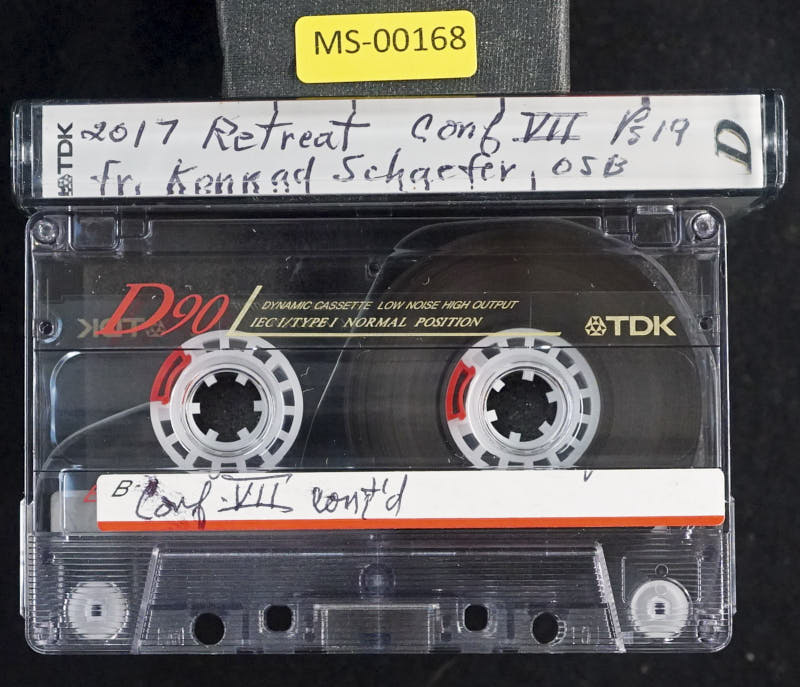 MS-00168
TDK 2017 Retreat Conf VII Ps 19 D
Fr. Konrad Schaefer, OSB
D90 DYNAMIC CASSETTE LOW NOISE HIGH OUTPUT
IEC I/TYPE I NORMAL POSITION TDK
B Conf VII cont'd